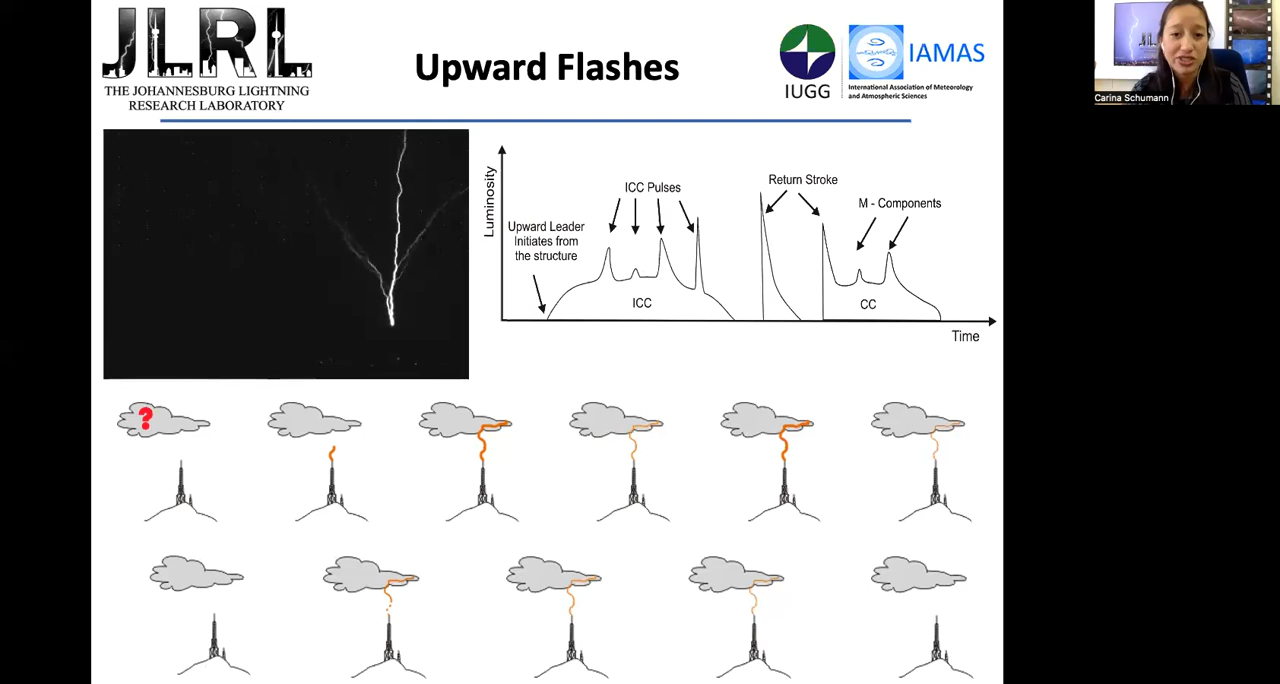 JLRL
THE JOHANNESBURG LIGHTNING
RESEARCH LABORATORY
Upward Flashes
IUGG
IAMAS
International Association of Meteorology
and Atmospheric Sciences
Carina Schumann
Luminosity
ICC Pulses
Return Stroke
M - Components
Upward Leader
Initiates from
the structure
ICC
CC
Time
?